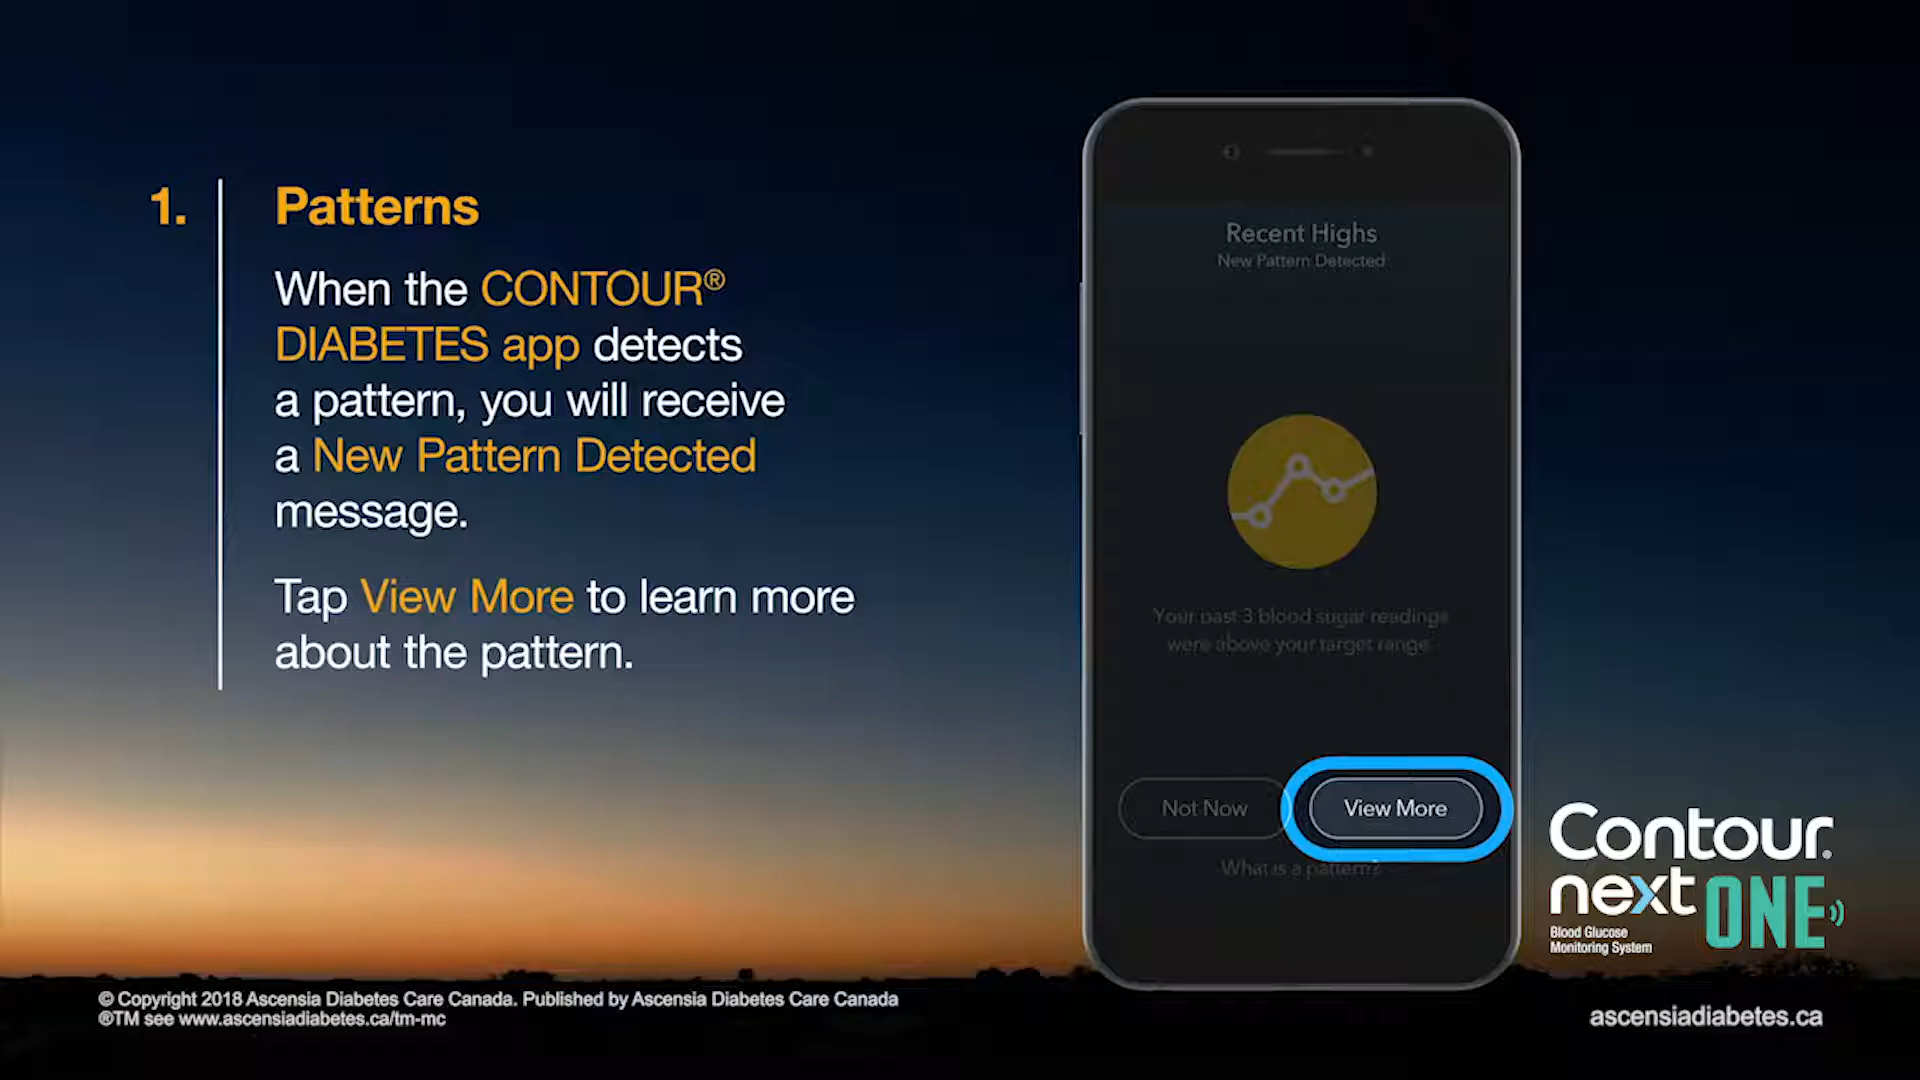 1.
Patterns
When the CONTOUR®
DIABETES app detects
a pattern, you will receive
a New Pattern Detected
message.
Tap View More to learn more
about the pattern.
Recent Highs
New Pattern Detected
Your past 3 blood sugar readings
were above your target range
Not Now
View More
What is a pattern?
Contour®
next ONE
Blood Glucose
Monitoring System
© Copyright 2018 Ascensia Diabetes Care Canada. Published by Ascensia Diabetes Care Canada
®TM see www.ascensiadiabetes.ca/tm-mc
ascensiadiabetes.ca